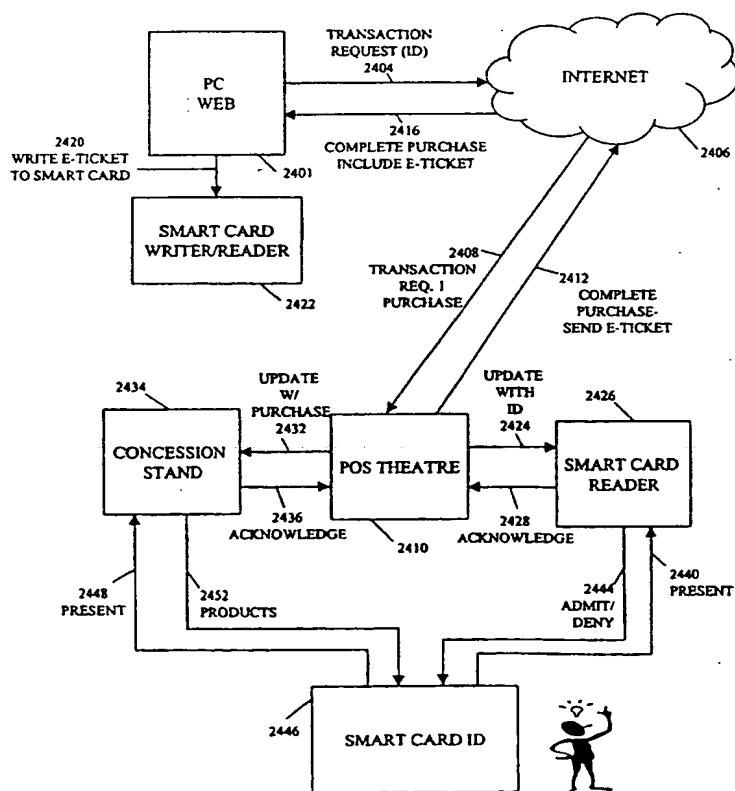 TRANSACTION
REQUEST (ID)
2404
PC
WEB
INTERNET
2416
COMPLETE PURCHASE
INCLUDE E-TICKET
2406
2420
WRITE E-TICKET
TO SMART CARD
2401
SMART CARD
WRITER/READER
2422
2408
TRANSACTION
REQ. 1
PURCHASE
2412
COMPLETE
PURCHASE-
SEND E-TICKET
2434
UPDATE
W/
PURCHASE
2432
UPDATE
WITH
ID
2424
2426
CONCESSION
STAND
POS THEATRE
SMART CARD
READER
2436
ACKNOWLEDGE
2410
2428
ACKNOWLEDGE
2448
PRESENT
2452
PRODUCTS
2444
ADMIT/
DENY
2440
PRESENT
2446
SMART CARD ID